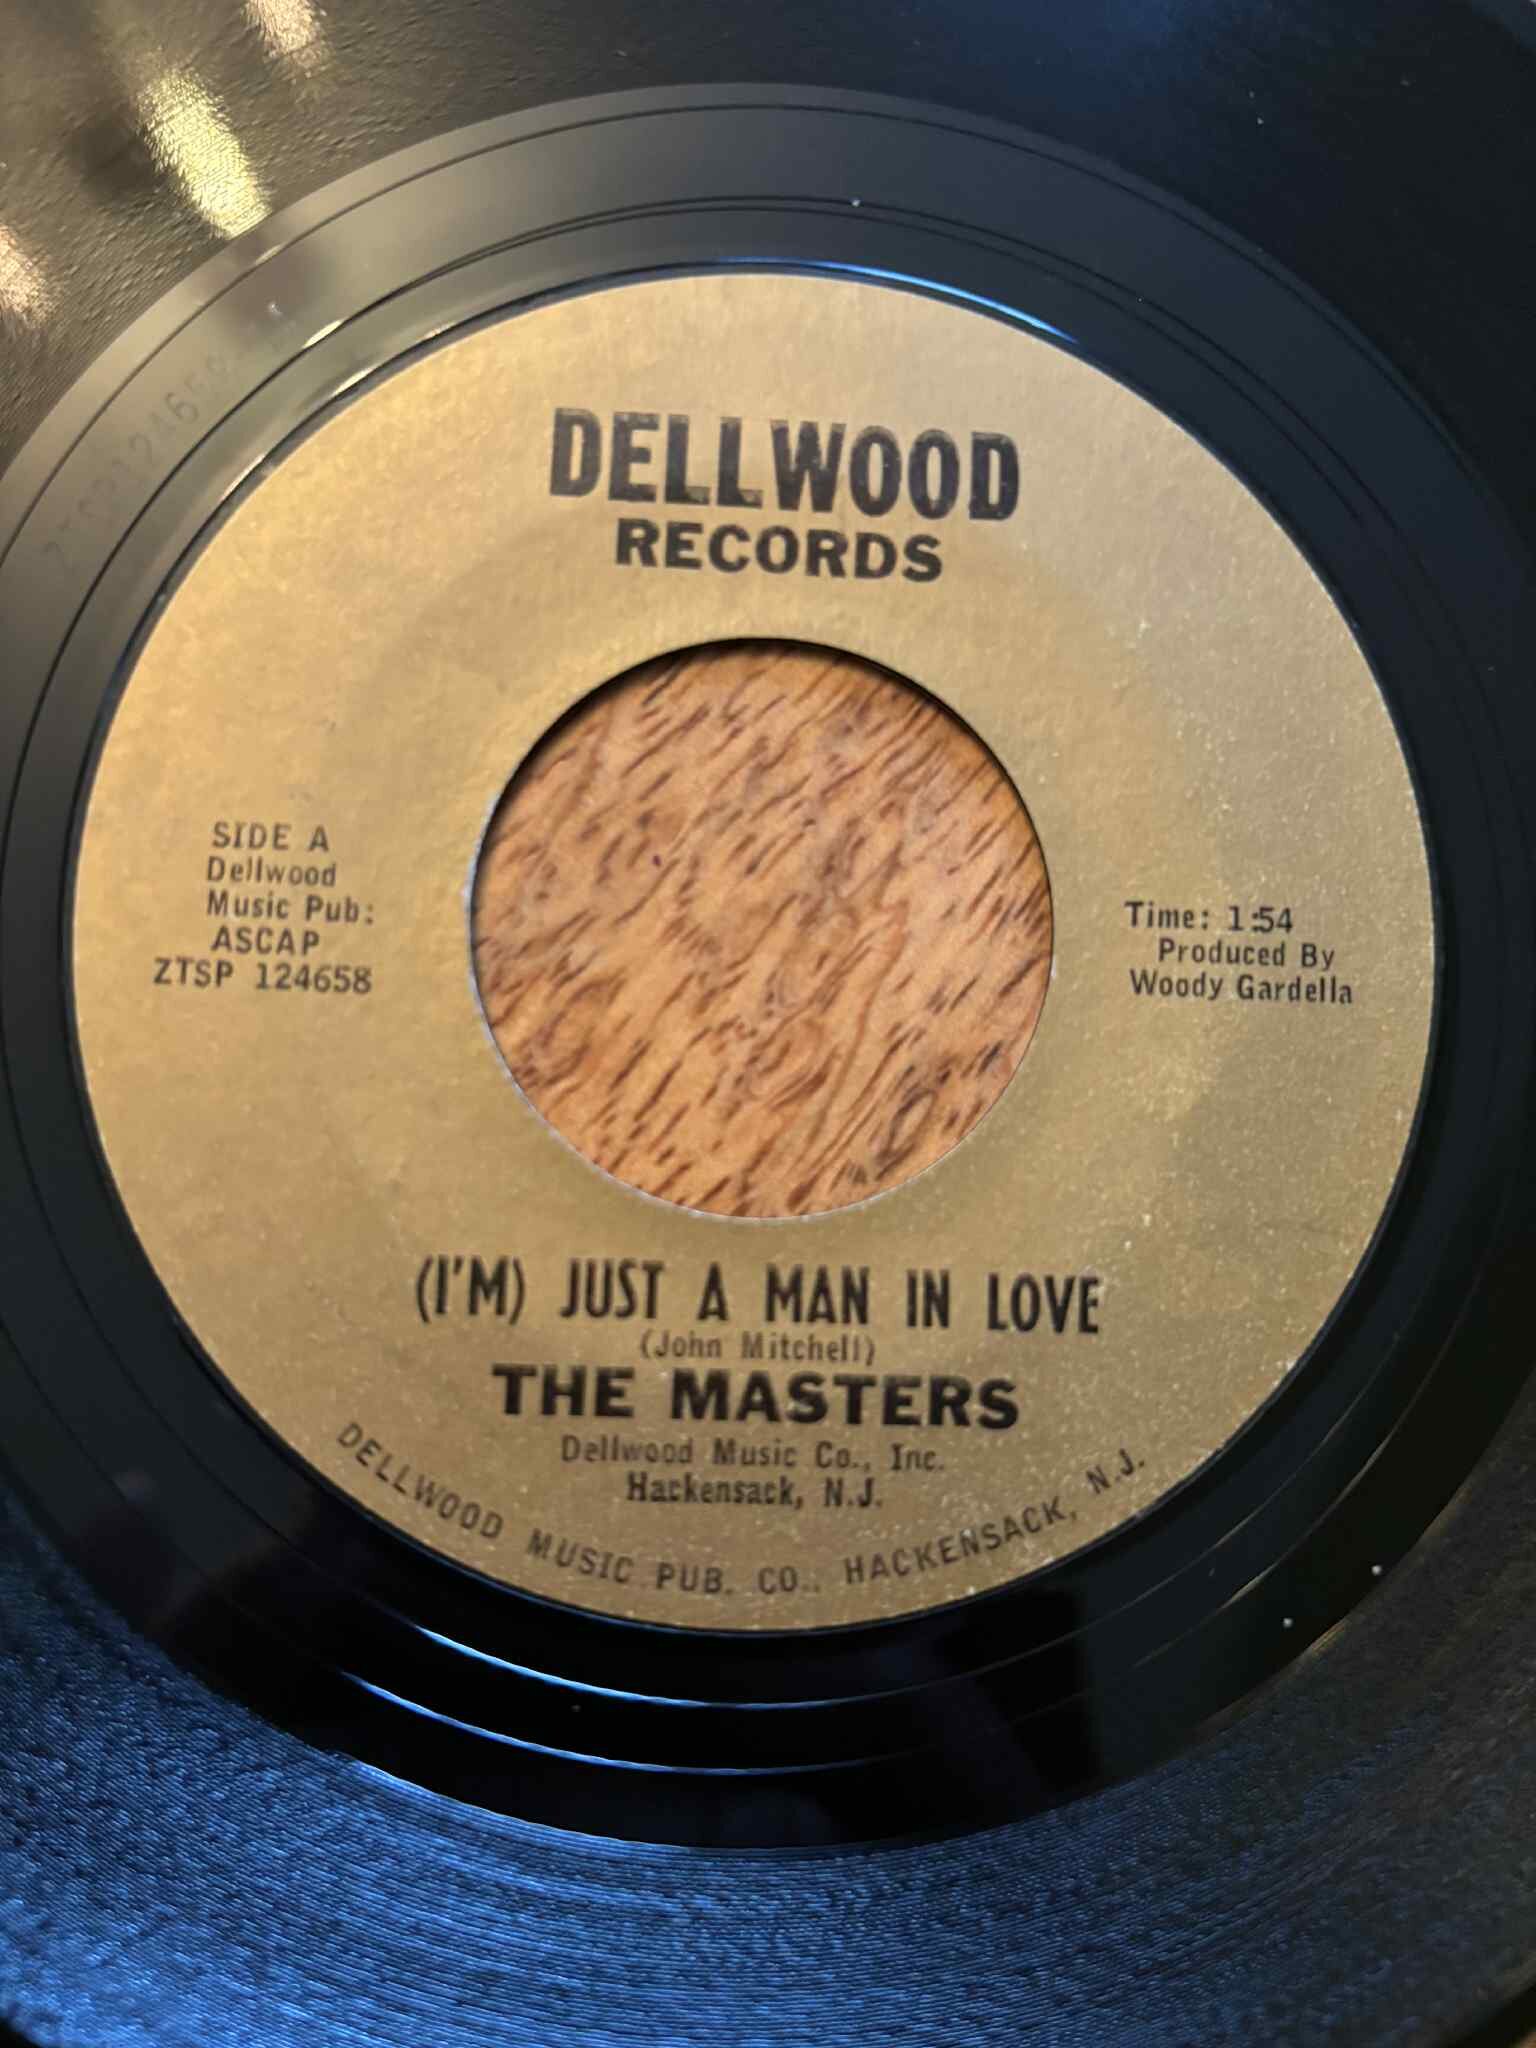 DELLWOOD
RECORDS
SIDE A
Dellwood
Music Pub:
ASCAP
ZTSP 124658
Time: 1:54
Produced By
Woody Gardella
(I'M) JUST A MAN IN LOVE
(John Mitchell)
THE MASTERS
Dellwood Music Co., Inc.
Hackensack, N.J.
DELLWOOD MUSIC PUB. CO., HACKENSACK, N.J.